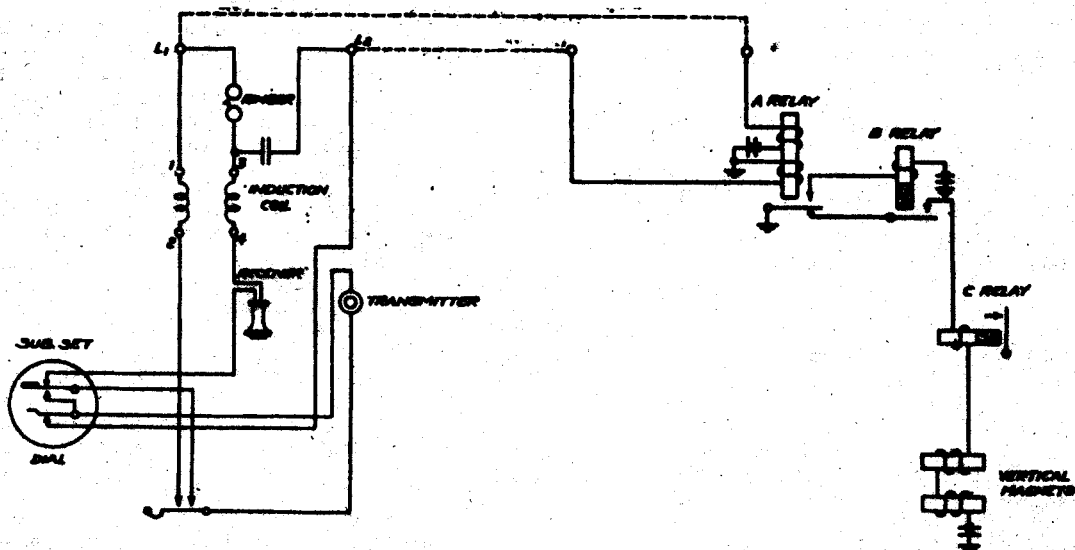 L1
L2
+
A RELAY
B RELAY
RINGER
1
3
INDUCTION
COIL
2
4
RECEIVER
TRANSMITTER
C RELAY
SUB. SET
DIAL
VERTICAL
MAGNETS